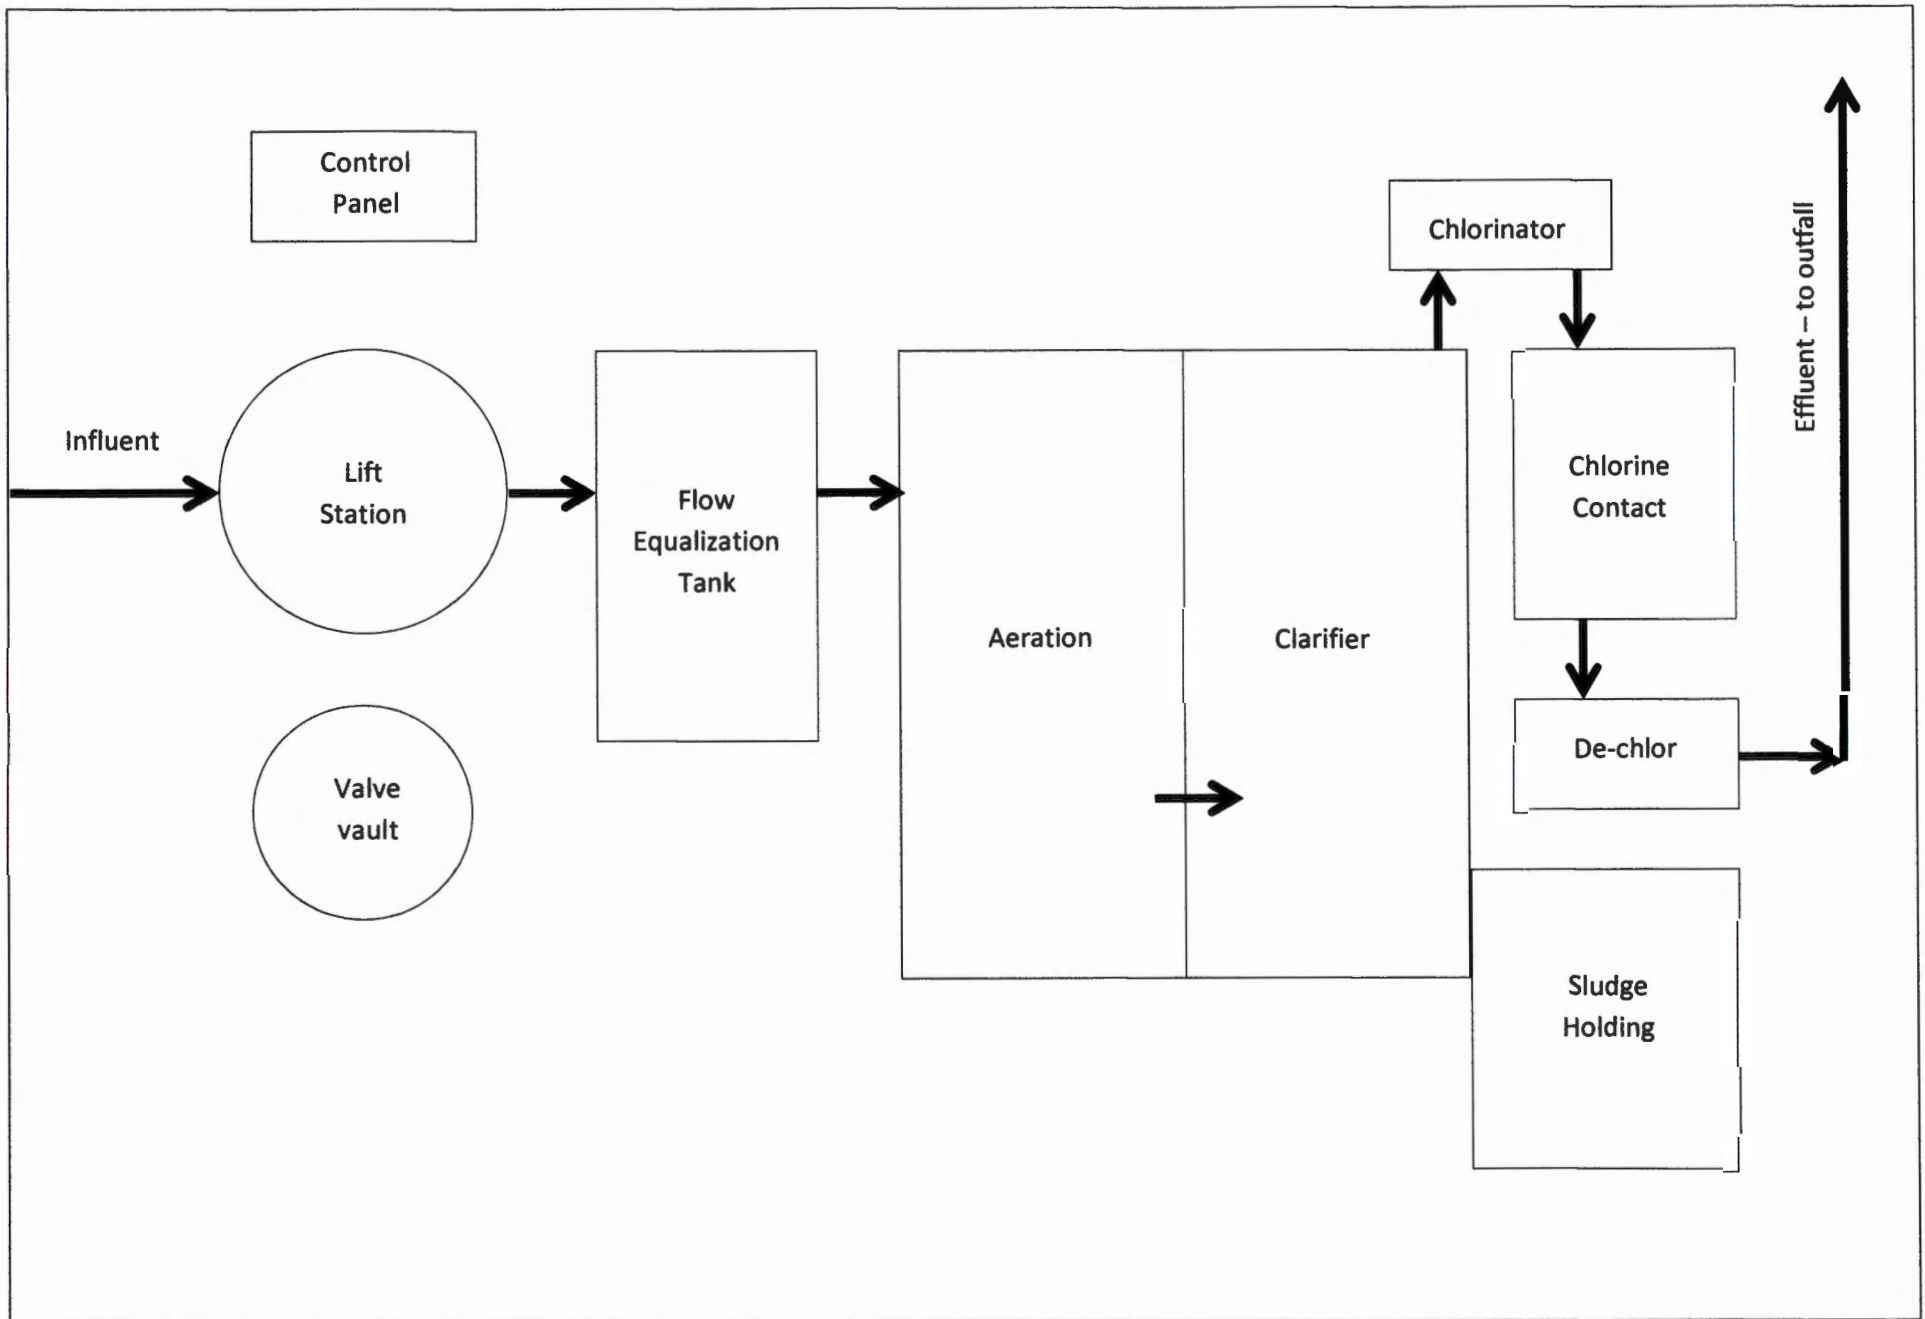 Control
Panel
Chlorinator
Effluent – to outfall
Influent
Lift
Station
Flow
Equalization
Tank
Aeration
Clarifier
Chlorine
Contact
De-chlor
Valve
vault
Sludge
Holding